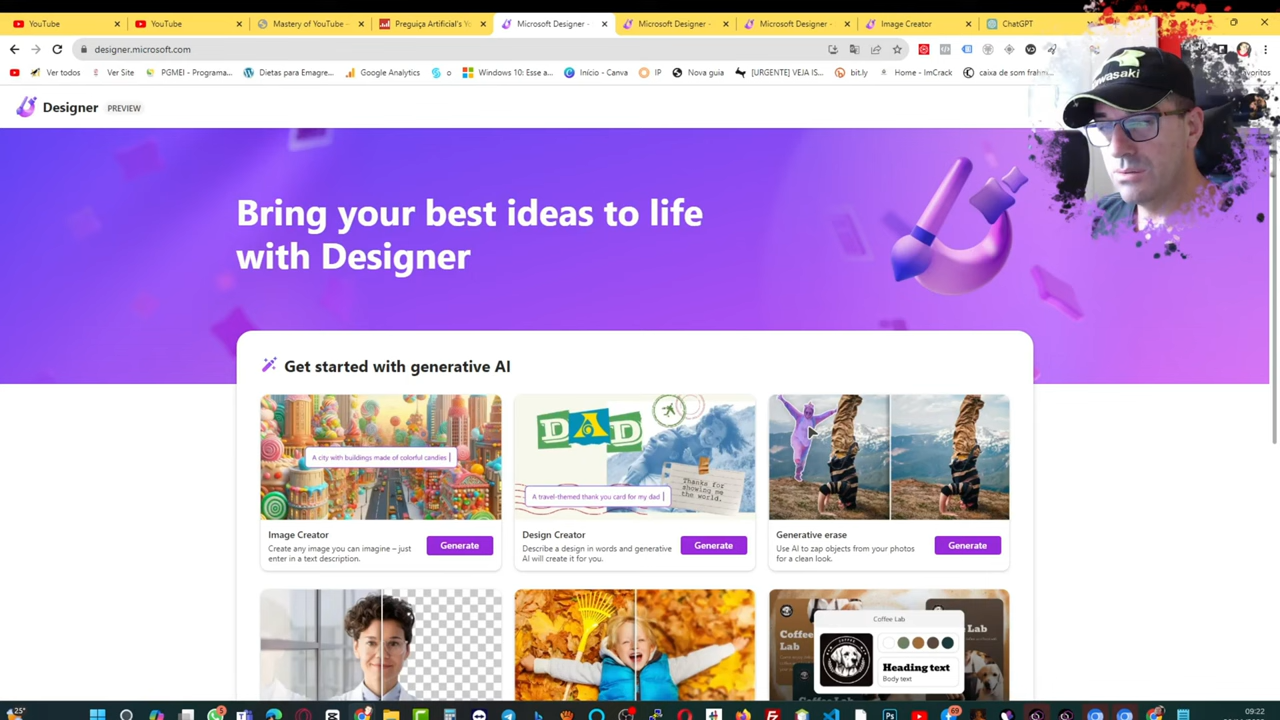 YouTube
YouTube
Mastery of YouTube -
Preguiça Artificial's Yo
Microsoft Designer -
Microsoft Designer -
Microsoft Designer -
Image Creator
ChatGPT
designer.microsoft.com
Ver todos
Ver Site
PGMEI - Programa...
Dietas para Emagre...
Google Analytics
o
Windows 10: Esse a...
Início - Canva
IP
Nova guia
[URGENTE] VEJA IS...
bit.ly
Home - ImCrack
caixa de som frahm...
Designer PREVIEW
Kawasaki
Bring your best ideas to life
with Designer
Get started with generative AI
A city with buildings made of colorful candies
DAD
Thanks for
showing me
the world.
A travel-themed thank you card for my dad
Image Creator
Create any image you can imagine – just
enter in a text description.
Generate
Design Creator
Describe a design in words and generative
AI will create it for you.
Generate
Generative erase
Use AI to zap objects from your photos
for a clean look.
Generate
Coffee Lab
Coffee
Lab
Lab
Heading text
Body text
25°
5
69
09:22